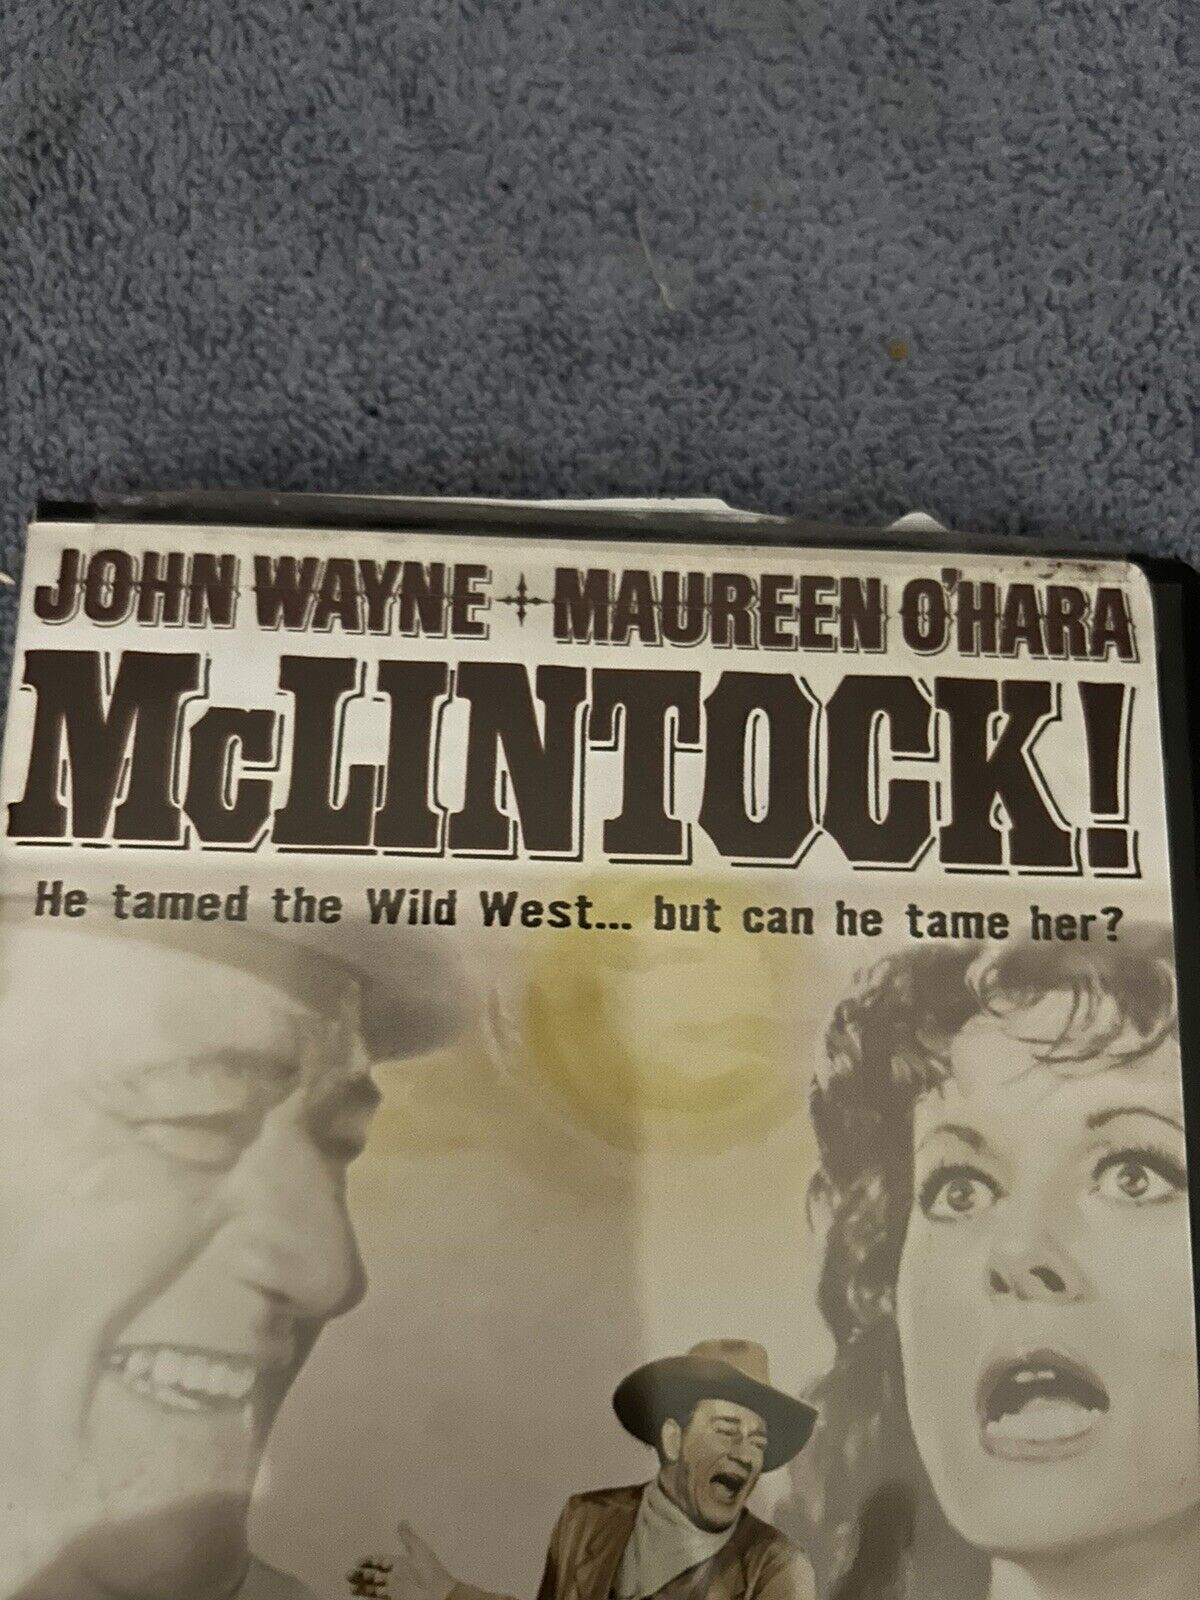 JOHN WAYNE MAUREEN O'HARA
McLINTOCK!
He tamed the Wild West... but can he tame her?